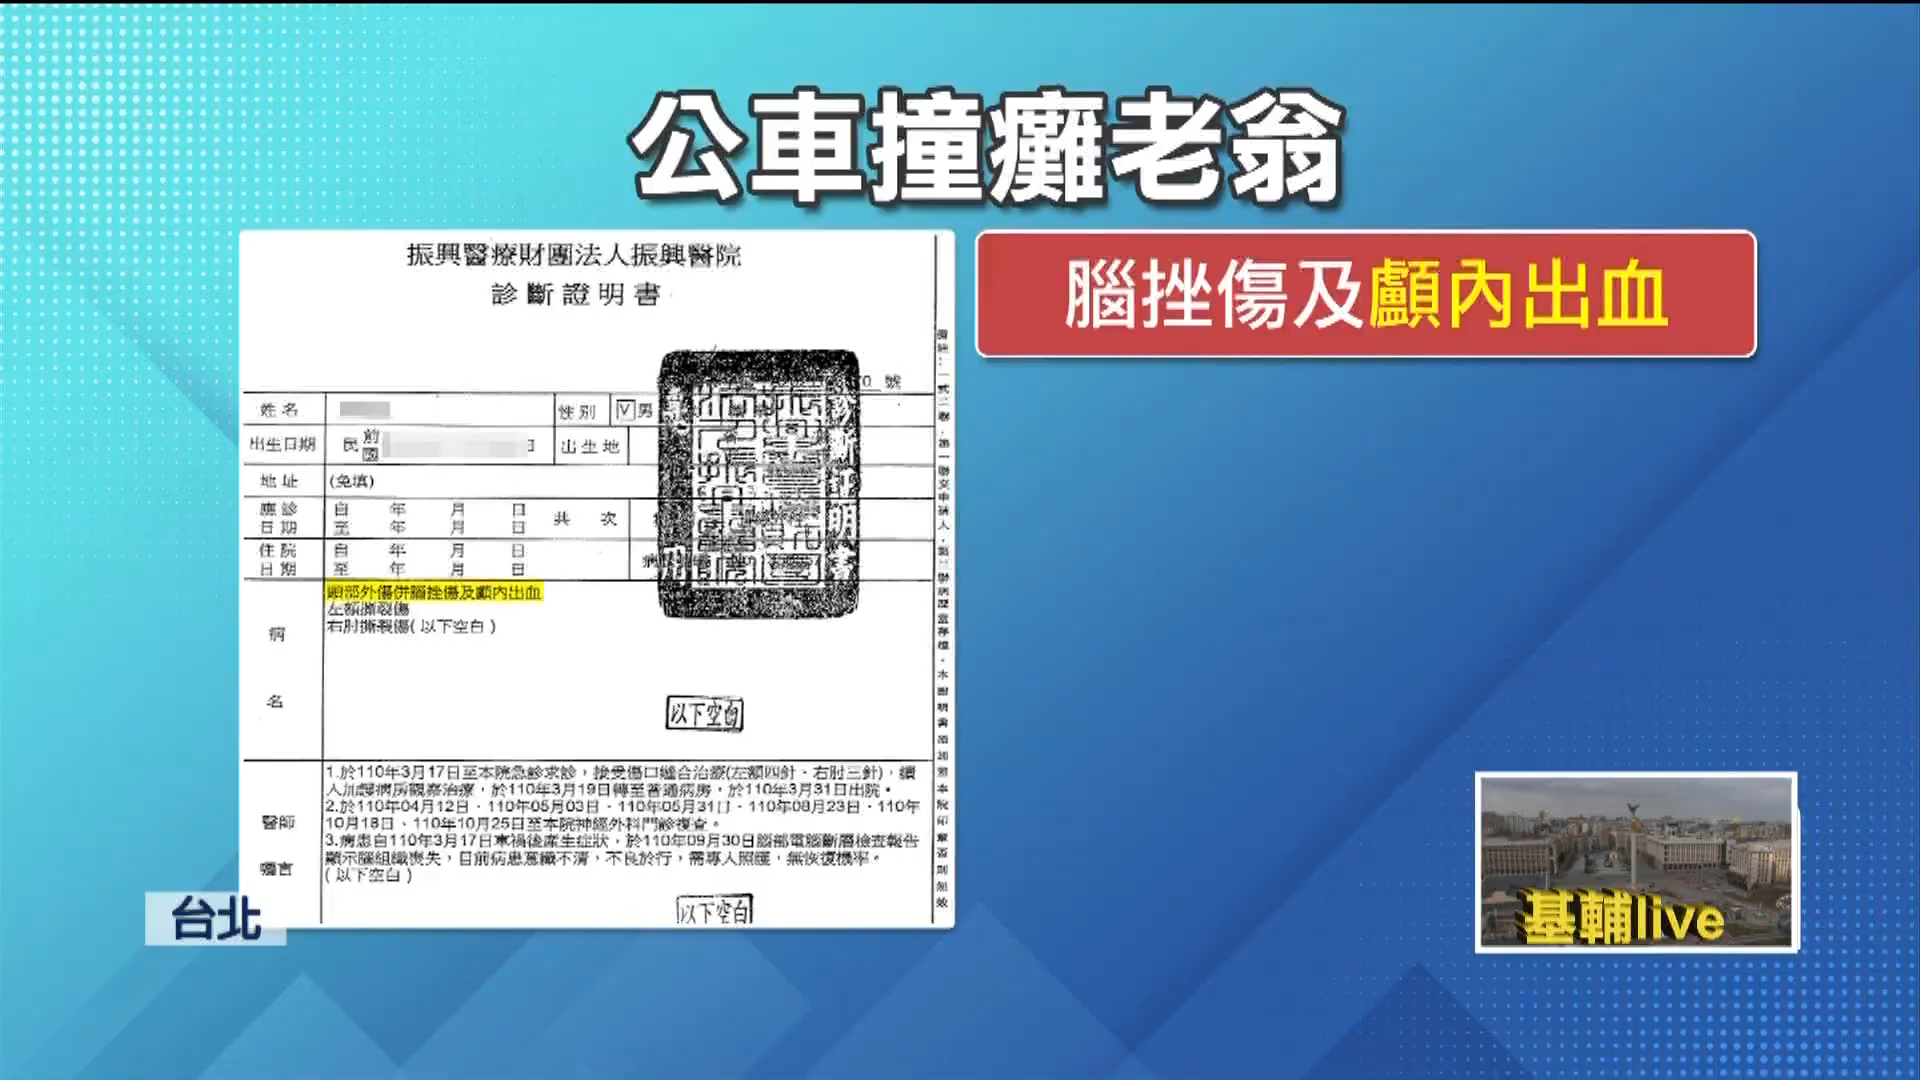 公車撞癱老翁
腦挫傷及顱內出血
振興醫療財團法人振興醫院
診斷證明書
號
姓名 性別 V 男
出生日期 民 前 國 日 出生地
地址 (免填)
應診日期 自 年 月 日 至 年 月 日 共 次
住院日期 自 年 月 日 至 年 月 日
病名
頭部外傷併腦挫傷及顱內出血
左額撕裂傷
右肘撕裂傷(以下空白)
以下空白
醫師囑言
1.於110年3月17日至本院急診求診，接受傷口縫合治療(左額四針、右肘三針)，續
入加護病房觀察治療，於110年3月19日轉至普通病房，於110年3月31日出院。
2.於110年04月12日、110年05月03日、110年05月31日、110年08月23日、110年
10月18日、110年10月25日至本院神經外科門診複查。
3.病患自110年3月17日車禍後產生症狀，於110年09月30日腦部電腦斷層檢查報告
顯示腦組織喪失，目前病患意識不清，不良於行，需專人照護，無恢復機率。
(以下空白)
以下空白
台北
基輔live